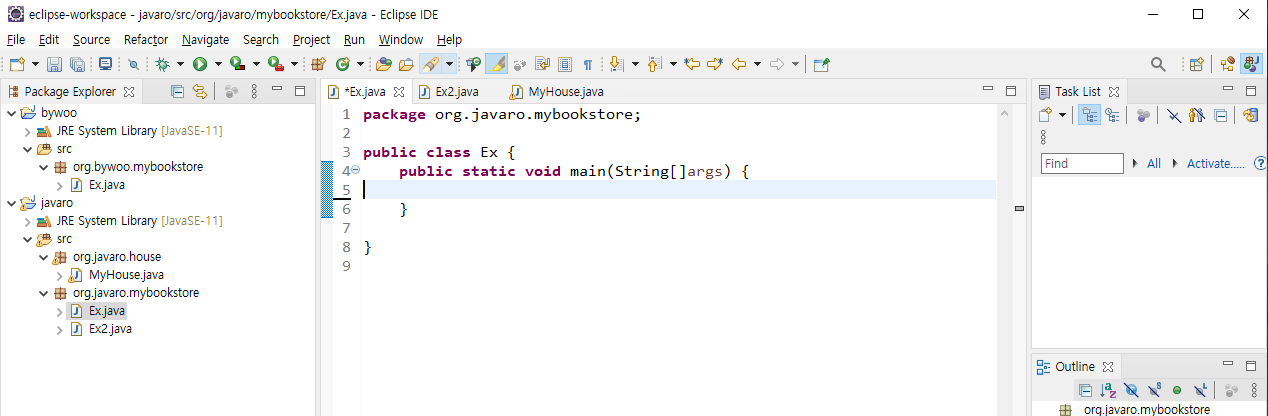 eclipse-workspace - javaro/src/org/javaro/mybookstore/Ex.java - Eclipse IDE
File Edit Source Refactor Navigate Search Project Run Window Help
Package Explorer
bywoo
JRE System Library [JavaSE-11]
src
org.bywoo.mybookstore
Ex.java
javaro
JRE System Library [JavaSE-11]
src
org.javaro.house
MyHouse.java
org.javaro.mybookstore
Ex.java
Ex2.java
*Ex.java Ex2.java MyHouse.java
1 package org.javaro.mybookstore;
2
3 public class Ex {
4 public static void main(String[]args) {
5
6 }
7
8 }
9
Task List
Find All Activate...
Outline
org.javaro.mybookstore